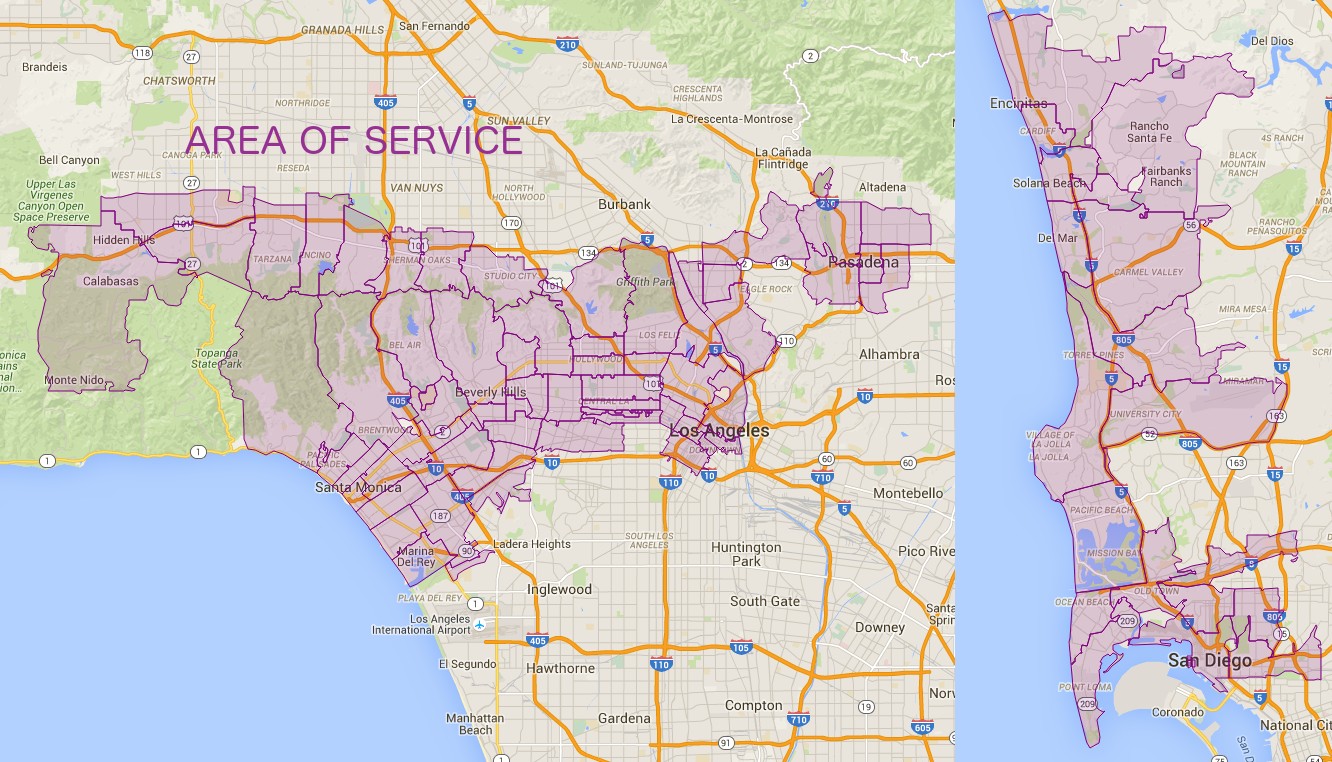 AREA OF SERVICE
GRANADA HILLS
San Fernando
118
27
210
2
Brandeis
CHATSWORTH
SUNLAND-TUJUNGA
NORTHRIDGE
405
5
CRESCENTA
HIGHLANDS
SUN VALLEY
La Crescenta-Montrose
Bell Canyon
CANOGA PARK
RESEDA
La Cañada
Flintridge
WEST HILLS
27
VAN NUYS
NORTH
HOLLYWOOD
Altadena
Upper Las
Virgenes
Canyon Open
Space Preserve
101
170
Burbank
210
Hidden Hills
101
5
134
27
TARZANA
ENCINO
SHERMAN OAKS
STUDIO CITY
2
134
Pasadena
Calabasas
101
Griffith Park
EAGLE ROCK
Topanga
State Park
BEL AIR
LOS FELIZ
5
110
Alhambra
HOLLYWOOD
Monte Nido
405
Beverly Hills
CENTRAL LA
101
10
BRENTWOOD
Los Angeles
DOWNTOWN
1
1
PACIFIC
PALISADES
10
10
110
10
60
60
710
Santa Monica
405
Montebello
187
5
Marina
Del Rey
90
Ladera Heights
SOUTH LOS
ANGELES
Huntington
Park
Pico Rive
PLAYA DEL REY
Inglewood
1
South Gate
Santa
Sprin
Los Angeles
International Airport
Downey
405
110
105
El Segundo
Hawthorne
Norw
Compton
19
Manhattan
Beach
Gardena
710
605
91
1
Del Dios
Encinitas
CARDIFF
Rancho
Santa Fe
4S RANCH
5
BLACK
MOUNTAIN
RANCH
Solana Beach
Fairbanks
Ranch
5
56
RANCHO
PEÑASQUITOS
Del Mar
15
5
CARMEL VALLEY
MIRA MESA
805
TORREY PINES
15
5
MIRAMAR
UNIVERSITY CITY
163
VILLAGE OF
LA JOLLA
LA JOLLA
52
805
163
15
5
PACIFIC BEACH
MISSION BAY
8
OCEAN BEACH
OLD TOWN
209
5
805
15
San Diego
POINT LOMA
209
Coronado
5
National Cit
San D
75
54